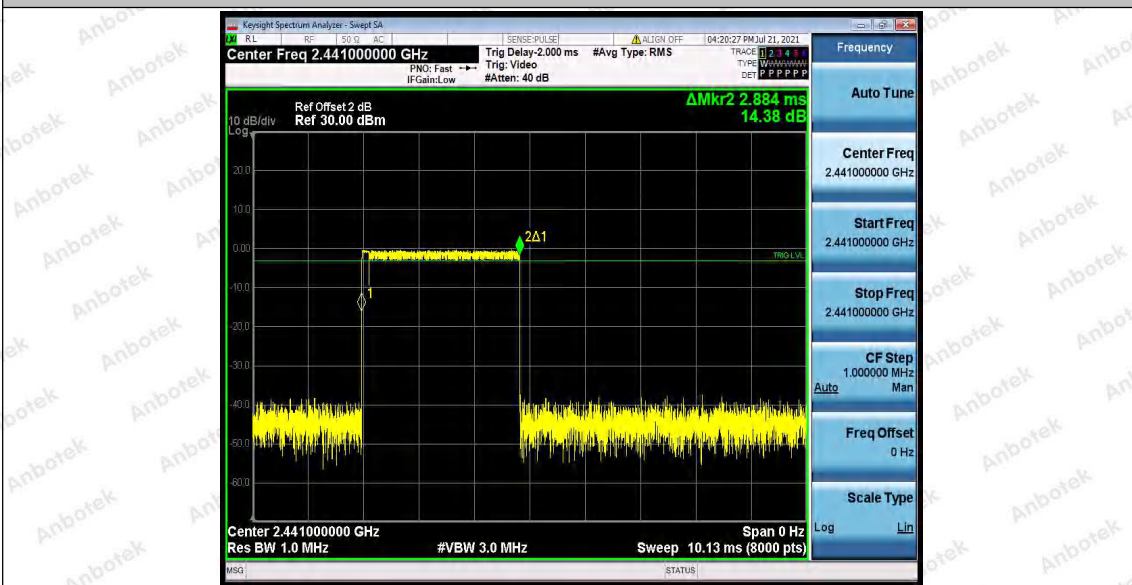 Keysight Spectrum Analyzer - Swept SA
RL RF 50 Ω AC SENSE:PULSE ALIGN OFF 04:20:27 PM Jul 21, 2021
Center Freq 2.441000000 GHz
PNO: Fast
IFGain:Low
Trig Delay-2.000 ms
Trig: Video
#Atten: 40 dB
#Avg Type: RMS
TRACE 1 2 3 4 5 6
TYPE W
DET P P P P P P
ΔMkr2 2.884 ms
14.38 dB
Ref Offset 2 dB
10 dB/div Ref 30.00 dBm
Log
20.0
10.0
0.00
-10.0
-20.0
-30.0
-40.0
-50.0
-60.0
2Δ1
TRIG LVL
1
Center 2.441000000 GHz
Span 0 Hz
Res BW 1.0 MHz
#VBW 3.0 MHz
Sweep 10.13 ms (8000 pts)
MSG
STATUS
Frequency
Auto Tune
Center Freq
2.441000000 GHz
Start Freq
2.441000000 GHz
Stop Freq
2.441000000 GHz
CF Step
1.000000 MHz
Auto Man
Freq Offset
0 Hz
Scale Type
Log Lin
Anbotek